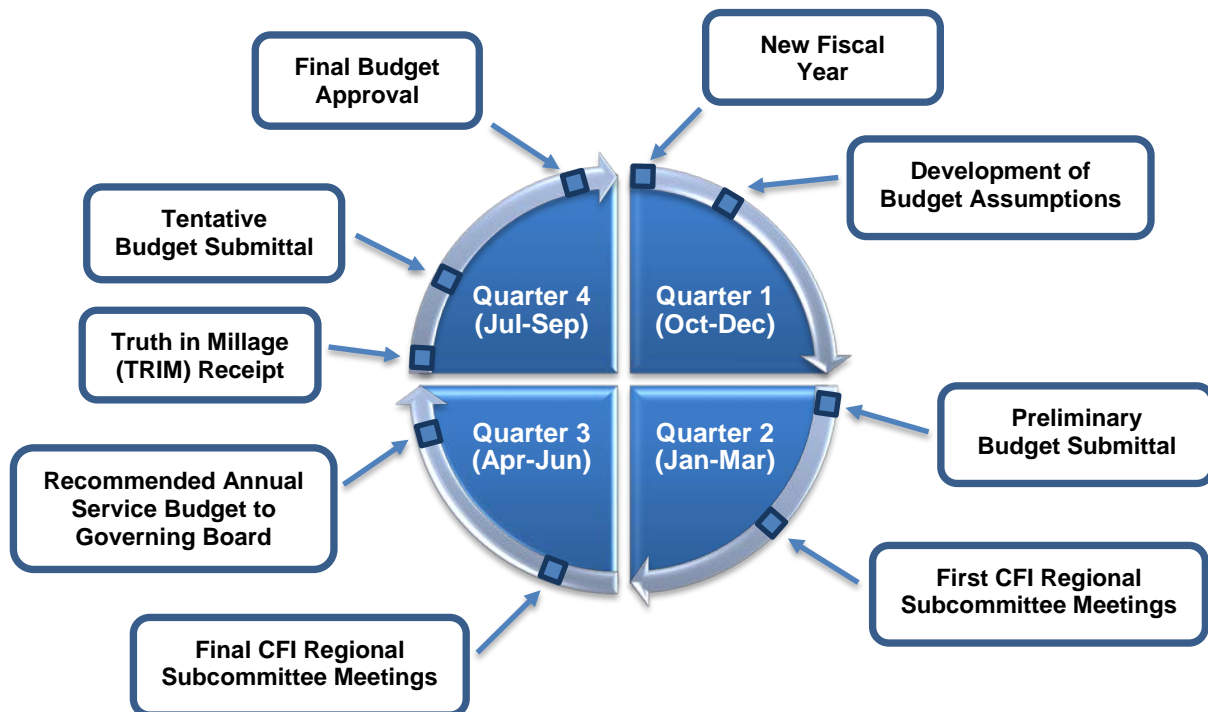 New Fiscal
Year
Development of
Budget Assumptions
Quarter 1
(Oct-Dec)
Preliminary
Budget Submittal
First CFI Regional
Subcommittee Meetings
Quarter 2
(Jan-Mar)
Final CFI Regional
Subcommittee Meetings
Recommended Annual
Service Budget to
Governing Board
Quarter 3
(Apr-Jun)
Truth in Millage
(TRIM) Receipt
Tentative
Budget Submittal
Final Budget
Approval
Quarter 4
(Jul-Sep)